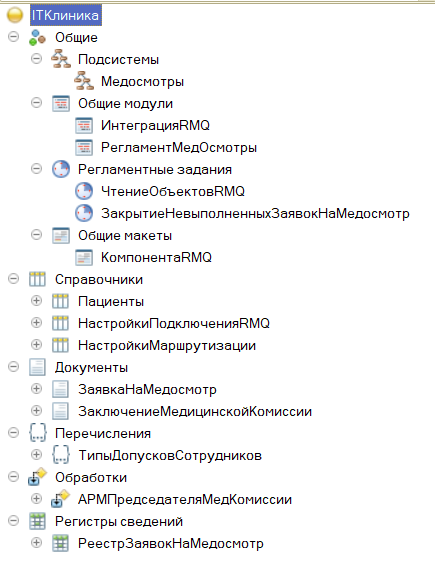 ITКлиника
Общие
Подсистемы
Медосмотры
Общие модули
ИнтеграцияRMQ
РегламентМедОсмотры
Регламентные задания
ЧтениеОбъектовRMQ
ЗакрытиеНевыполненныхЗаявокНаМедосмотр
Общие макеты
КомпонентаRMQ
Справочники
Пациенты
НастройкиПодключенияRMQ
НастройкиМаршрутизации
Документы
ЗаявкаНаМедосмотр
ЗаключениеМедицинскойКомиссии
Перечисления
ТипыДопусковСотрудников
Обработки
АРМПредседателяМедКомиссии
Регистры сведений
РеестрЗаявокНаМедосмотр